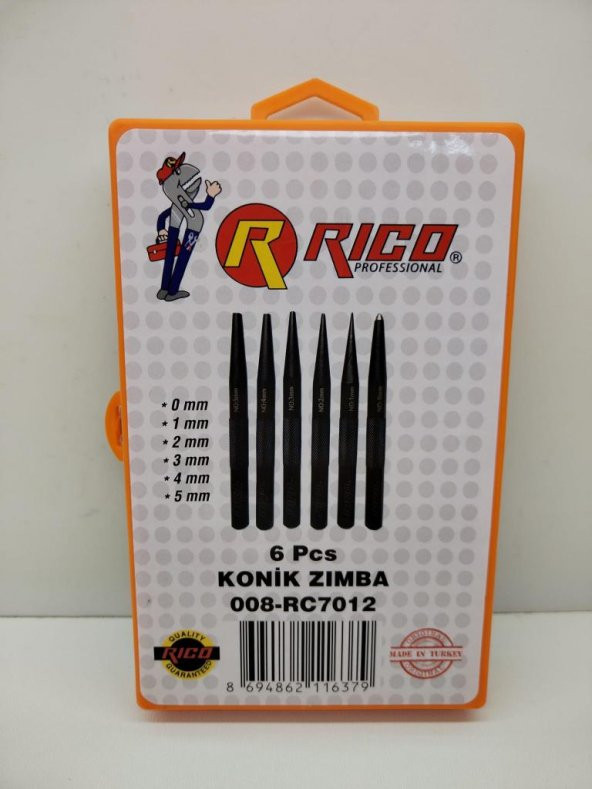 R RICO ®
PROFESSIONAL
* 0 mm
* 1 mm
* 2 mm
* 3 mm
* 4 mm
* 5 mm
6 Pcs
KONİK ZIMBA
008-RC7012
QUALITY
RICO
GUARANTEED
8 694862 116379
MADE IN TURKEY